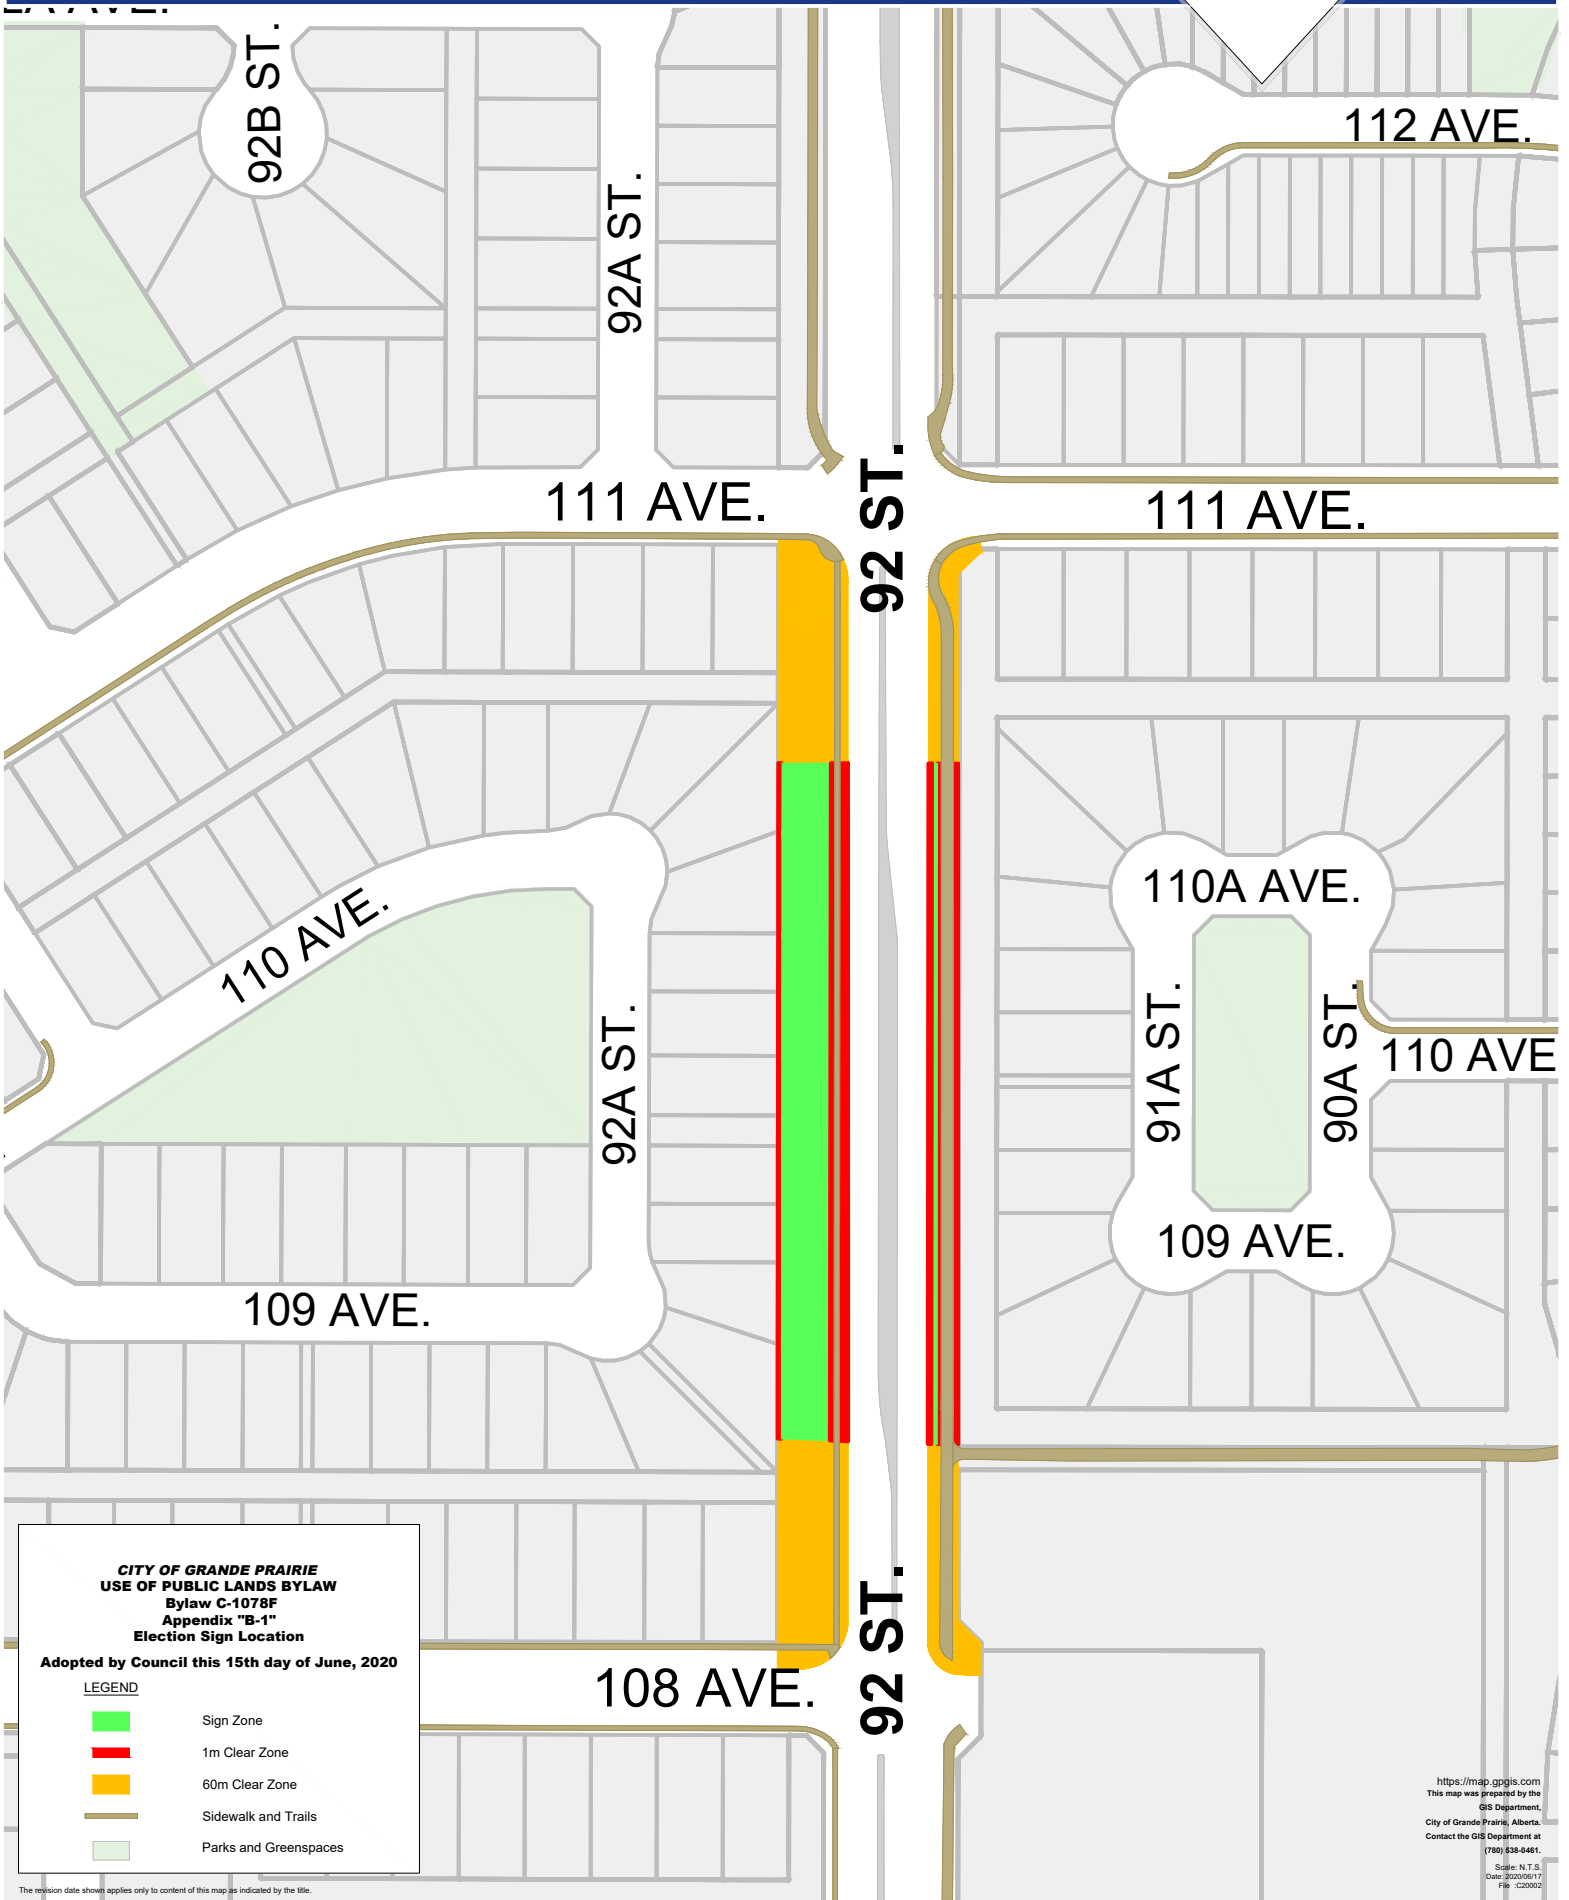 92B ST.
112 AVE.
92A ST.
111 AVE.
92 ST.
111 AVE.
110A AVE.
110 AVE.
91A ST.
90A ST.
92A ST.
110 AVE
109 AVE.
109 AVE.
92 ST.
108 AVE.
CITY OF GRANDE PRAIRIE
USE OF PUBLIC LANDS BYLAW
Bylaw C-1078F
Appendix "B-1"
Election Sign Location
Adopted by Council this 15th day of June, 2020
LEGEND
Sign Zone
1m Clear Zone
60m Clear Zone
Sidewalk and Trails
Parks and Greenspaces
The revision date shown applies only to content of this map as indicated by the title.
https://map.gpgis.com
This map was prepared by the
GIS Department,
City of Grande Prairie, Alberta.
Contact the GIS Department at
(780) 538-0461.
Scale: N.T.S.
Date: 2020/06/17
File :C20002